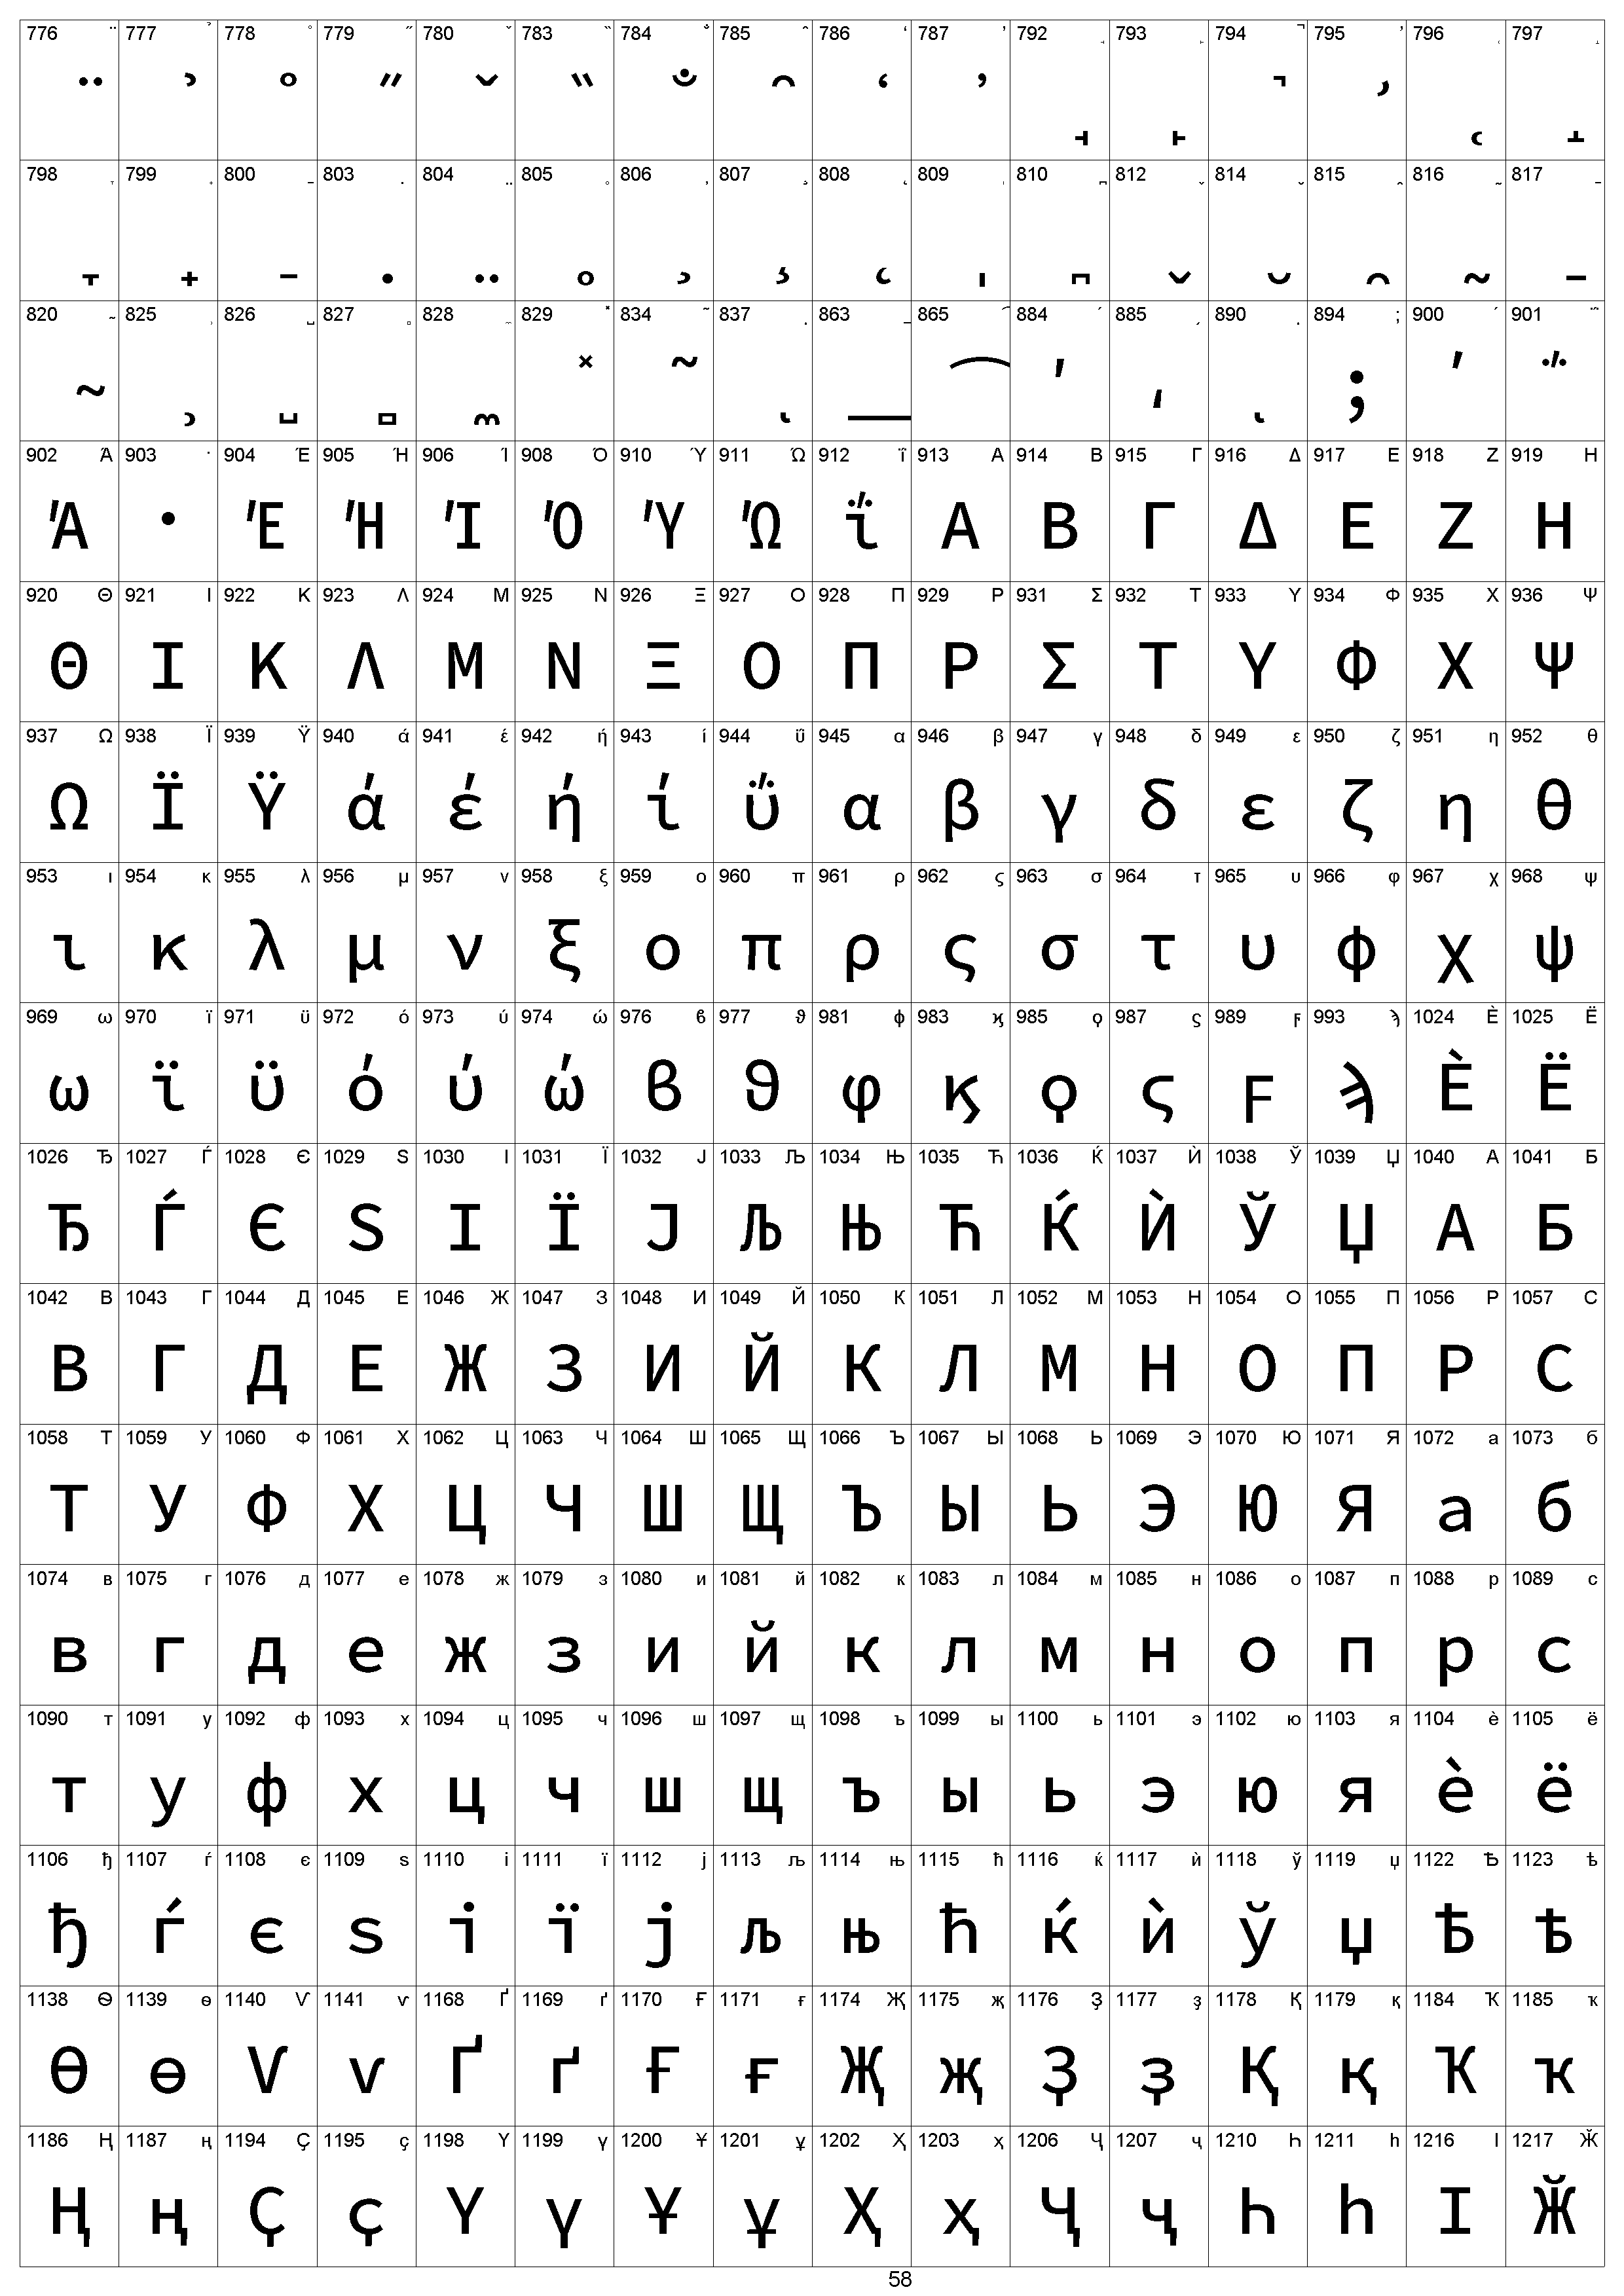 776 ̈ 777 ̉ 778 ̊ 779 ̋ 780 ̌ 783 ̏ 784 ̐ 785 ̑ 786 ̒ 787 ̓ 792 ̘ 793 ̙ 794 ̚ 795 ̛ 796 ̜ 797 ̝
̈ ̉ ̊ ̋ ̌ ̏ ̐ ̑ ̒ ̓ ̘ ̙ ̚ ̛ ̜ ̝
798 ̞ 799 ̟ 800 ̠ 803 ̣ 804 ̤ 805 ̥ 806 ̦ 807 ̧ 808 ̨ 809 ̩ 810 ̪ 812 ̬ 814 ̮ 815 ̯ 816 ̰ 817 ̱
̞ ̟ ̠ ̣ ̤ ̥ ̦ ̧ ̨ ̩ ̪ ̬ ̮ ̯ ̰ ̱
820 ̴ 825 ̹ 826 ̺ 827 ̻ 828 ̼ 829 ̽ 834 ͂ 837 ͅ 863 ͟ 865 ͡ 884 ʹ 885 ͵ 890 ͺ 894 ; 900 ΄ 901 ΅
̴ ̹ ̺ ̻ ̼ ̽ ͂ ͅ ͟ ͡ ʹ ͵ ͺ ; ΄ ΅
902 Ά 903 · 904 Έ 905 Ή 906 Ί 908 Ό 910 Ύ 911 Ώ 912 ΐ 913 Α 914 Β 915 Γ 916 Δ 917 Ε 918 Ζ 919 Η
Ά · Έ Ή Ί Ό Ύ Ώ ΐ Α Β Γ Δ Ε Ζ Η
920 Θ 921 Ι 922 Κ 923 Λ 924 Μ 925 Ν 926 Ξ 927 Ο 928 Π 929 Ρ 931 Σ 932 Τ 933 Υ 934 Φ 935 Χ 936 Ψ
Θ Ι Κ Λ Μ Ν Ξ Ο Π Ρ Σ Τ Υ Φ Χ Ψ
937 Ω 938 Ϊ 939 Ϋ 940 ά 941 έ 942 ή 943 ί 944 ΰ 945 α 946 β 947 γ 948 δ 949 ε 950 ζ 951 η 952 θ
Ω Ϊ Ϋ ά έ ή ί ΰ α β γ δ ε ζ η θ
953 ι 954 κ 955 λ 956 μ 957 ν 958 ξ 959 ο 960 π 961 ρ 962 ς 963 σ 964 τ 965 υ 966 φ 967 χ 968 ψ
ι κ λ μ ν ξ ο π ρ ς σ τ υ φ χ ψ
969 ω 970 ϊ 971 ϋ 972 ό 973 ύ 974 ώ 976 ϐ 977 ϑ 981 ϕ 983 ϗ 985 ϙ 987 ϛ 989 ϝ 993 ϡ 1024 Ѐ 1025 Ё
ω ϊ ϋ ό ύ ώ ϐ ϑ ϕ ϗ ϙ ϛ ϝ ϡ Ѐ Ё
1026 Ђ 1027 Ѓ 1028 Є 1029 Ѕ 1030 І 1031 Ї 1032 Ј 1033 Љ 1034 Њ 1035 Ћ 1036 Ќ 1037 Ѝ 1038 Ў 1039 Џ 1040 А 1041 Б
Ђ Ѓ Є Ѕ І Ї Ј Љ Њ Ћ Ќ Ѝ Ў Џ А Б
1042 В 1043 Г 1044 Д 1045 Е 1046 Ж 1047 З 1048 И 1049 Й 1050 К 1051 Л 1052 М 1053 Н 1054 О 1055 П 1056 Р 1057 С
В Г Д Е Ж З И Й К Л М Н О П Р С
1058 Т 1059 У 1060 Ф 1061 Х 1062 Ц 1063 Ч 1064 Ш 1065 Щ 1066 Ъ 1067 Ы 1068 Ь 1069 Э 1070 Ю 1071 Я 1072 а 1073 б
Т У Ф Х Ц Ч Ш Щ Ъ Ы Ь Э Ю Я а б
1074 в 1075 г 1076 д 1077 е 1078 ж 1079 з 1080 и 1081 й 1082 к 1083 л 1084 м 1085 н 1086 о 1087 п 1088 р 1089 с
в г д е ж з и й к л м н о п р с
1090 т 1091 у 1092 ф 1093 х 1094 ц 1095 ч 1096 ш 1097 щ 1098 ъ 1099 ы 1100 ь 1101 э 1102 ю 1103 я 1104 ѐ 1105 ё
т у ф х ц ч ш щ ъ ы ь э ю я ѐ ё
1106 ђ 1107 ѓ 1108 є 1109 ѕ 1110 і 1111 ї 1112 ј 1113 љ 1114 њ 1115 ћ 1116 ќ 1117 ѝ 1118 ў 1119 џ 1122 Ѣ 1123 ѣ
ђ ѓ є ѕ і ї ј љ њ ћ ќ ѝ ў џ Ѣ ѣ
1138 Ѳ 1139 ѳ 1140 Ѵ 1141 ѵ 1168 Ґ 1169 ґ 1170 Ғ 1171 ғ 1174 Җ 1175 җ 1176 Ҙ 1177 ҙ 1178 Қ 1179 қ 1184 Ҡ 1185 ҡ
Ѳ ѳ Ѵ ѵ Ґ ґ Ғ ғ Җ җ Ҙ ҙ Қ қ Ҡ ҡ
1186 Ң 1187 ң 1194 Ҫ 1195 ҫ 1198 Ү 1199 ү 1200 Ұ 1201 ұ 1202 Ҳ 1203 ҳ 1206 Ҷ 1207 ҷ 1210 Һ 1211 һ 1216 Ӏ 1217 Ӂ
Ң ң Ҫ ҫ Ү ү Ұ ұ Ҳ ҳ Ҷ ҷ Һ һ Ӏ Ӂ
58